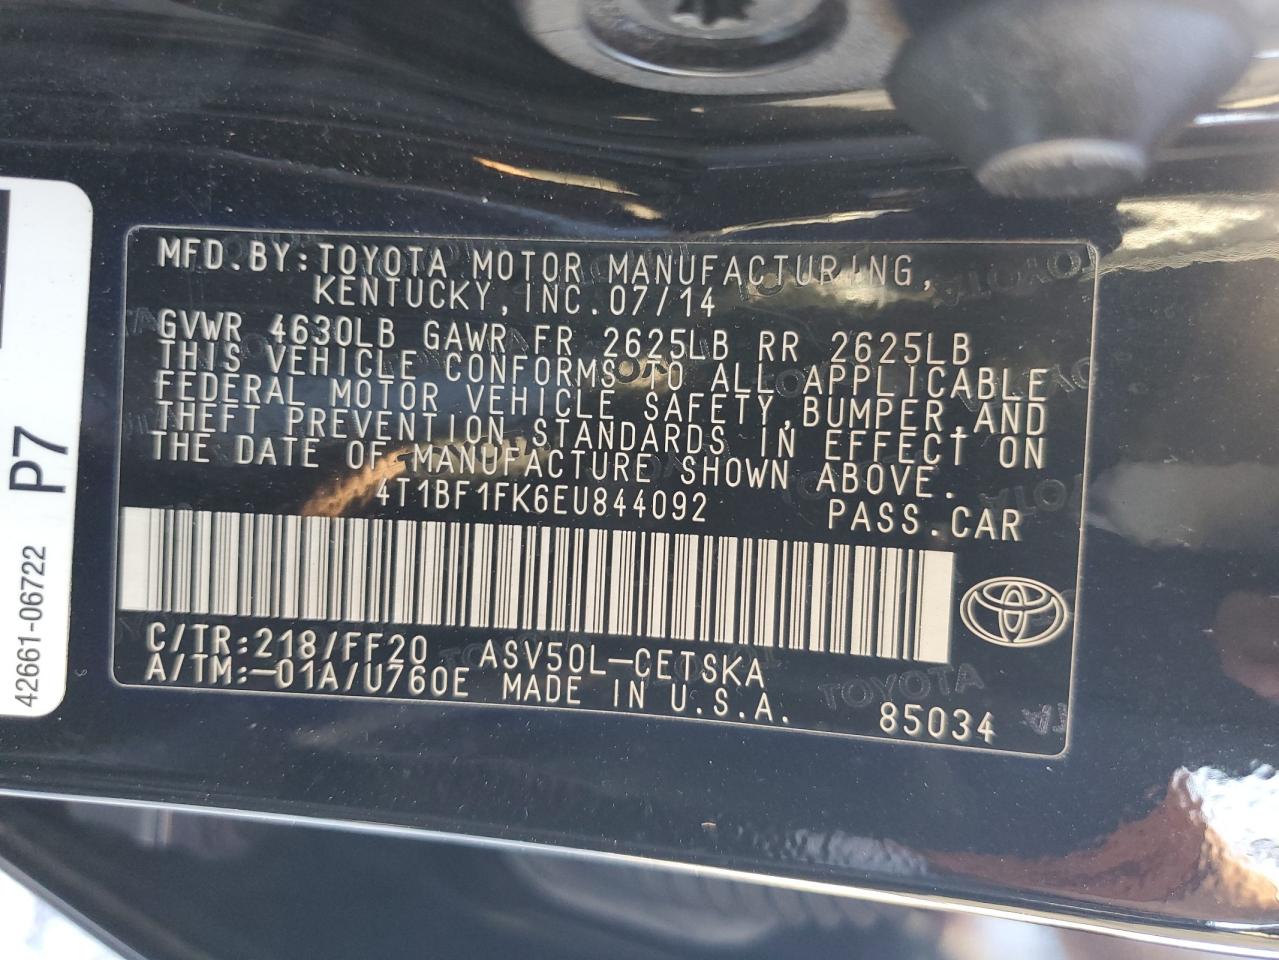 MFD.BY:TOYOTA MOTOR MANUFACTURING,
KENTUCKY, INC. 07/14
GVWR 4630LB GAWR FR 2625LB RR 2625LB
THIS VEHICLE CONFORMS TO ALL APPLICABLE
FEDERAL MOTOR VEHICLE SAFETY,BUMPER,AND
THEFT PREVENTION STANDARDS IN EFFECT ON
THE DATE OF MANUFACTURE SHOWN ABOVE.
4T1BF1FK6EU844092 PASS.CAR
C/TR:218/FF20 ASV50L-CETSKA
A/TM:-01A/U760E MADE IN U.S.A.
85034
TOYOTA
P7
42661-06722